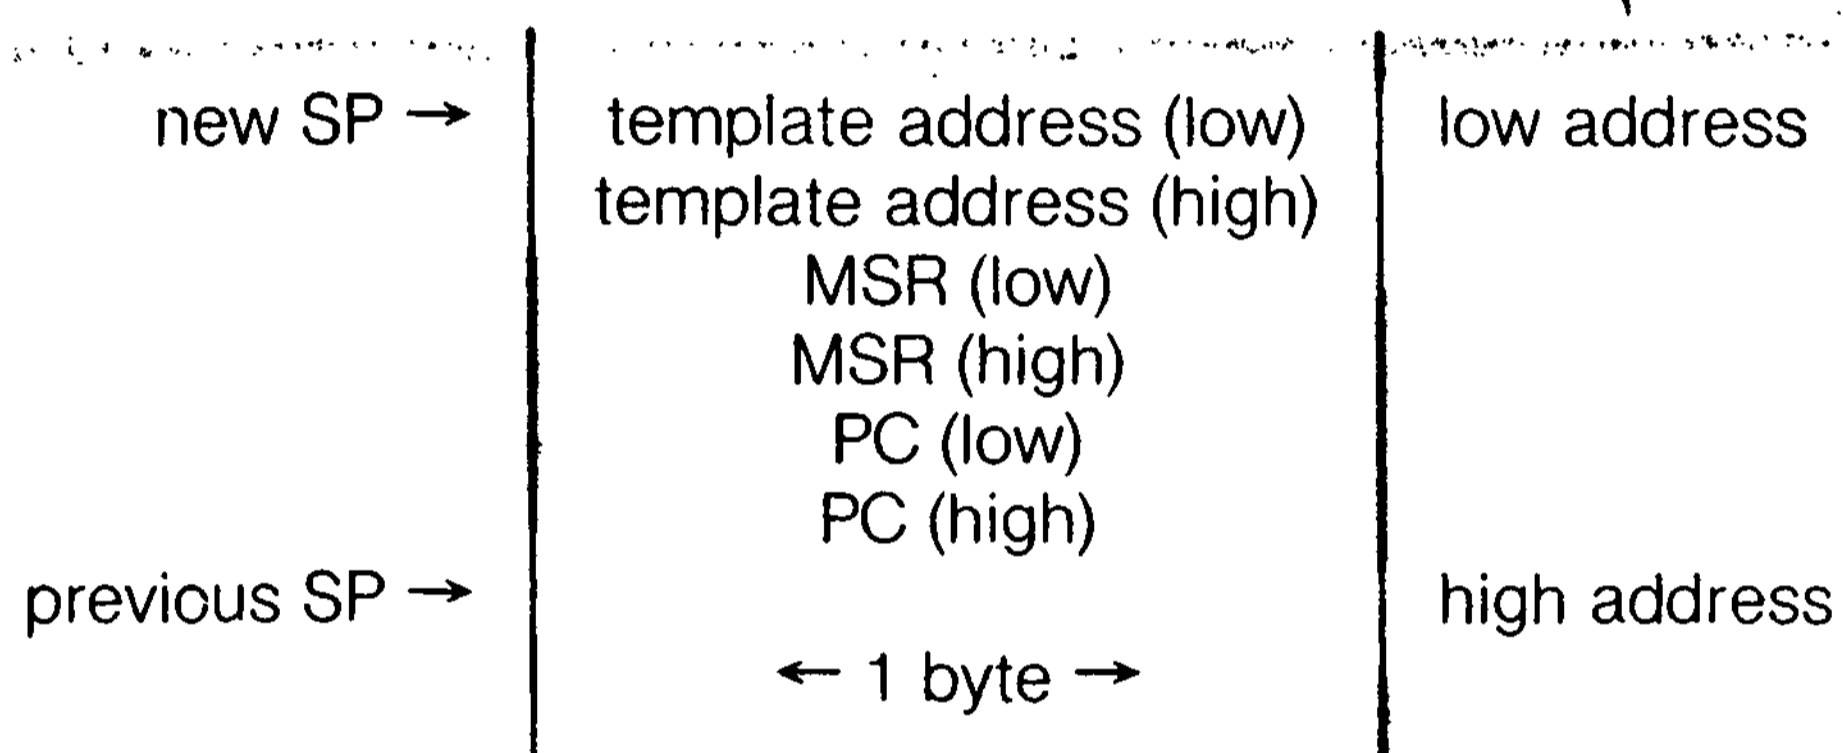 new SP → template address (low) low address
template address (high)
MSR (low)
MSR (high)
PC (low)
PC (high)
previous SP → high address
← 1 byte →